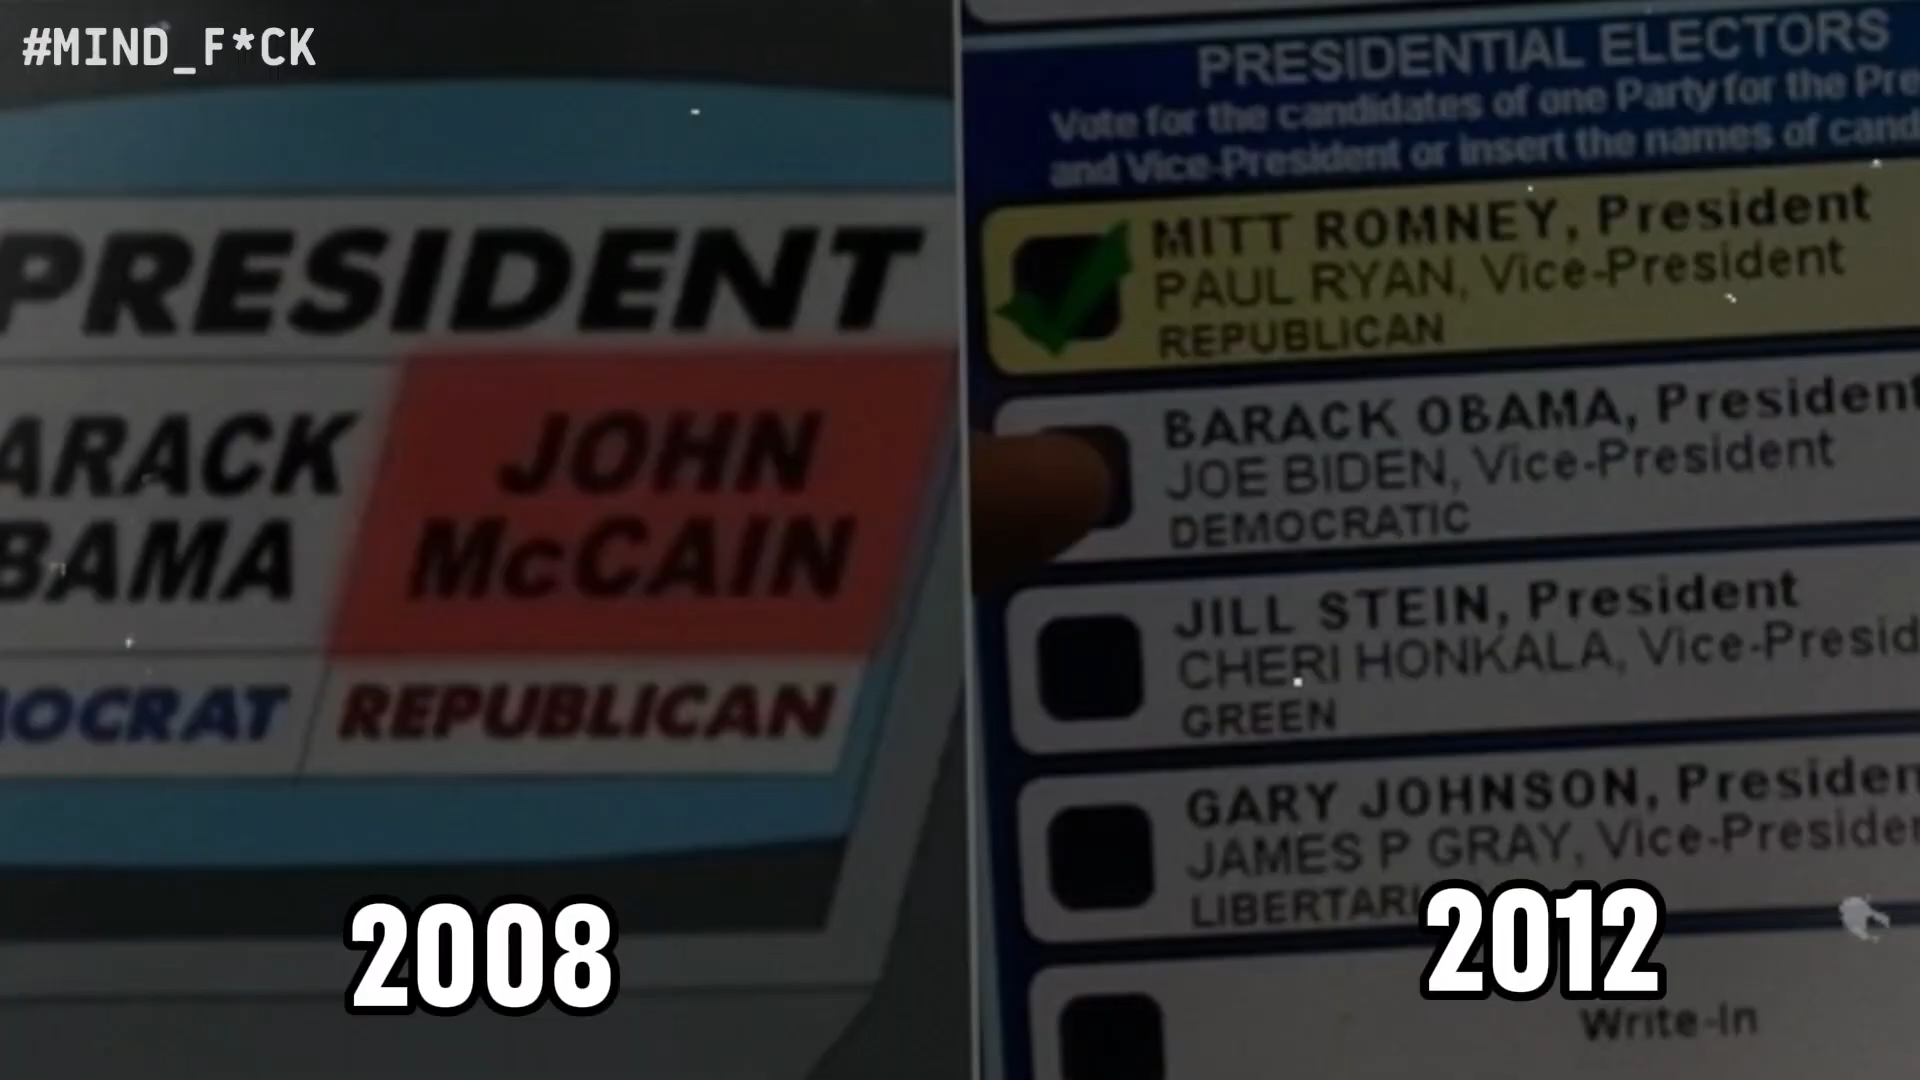 #MIND_F*CK
PRESIDENT
ARACK
BAMA
JOHN
McCAIN
OCRAT
REPUBLICAN
2008
PRESIDENTIAL ELECTORS
Vote for the candidates of one Party for the Pre
and Vice-President or insert the names of cand
MITT ROMNEY, President
PAUL RYAN, Vice-President
REPUBLICAN
BARACK OBAMA, President
JOE BIDEN, Vice-President
DEMOCRATIC
JILL STEIN, President
CHERI HONKALA, Vice-Presid
GREEN
GARY JOHNSON, Presiden
JAMES P GRAY, Vice-Presiden
LIBERTARI
Write-In
2012